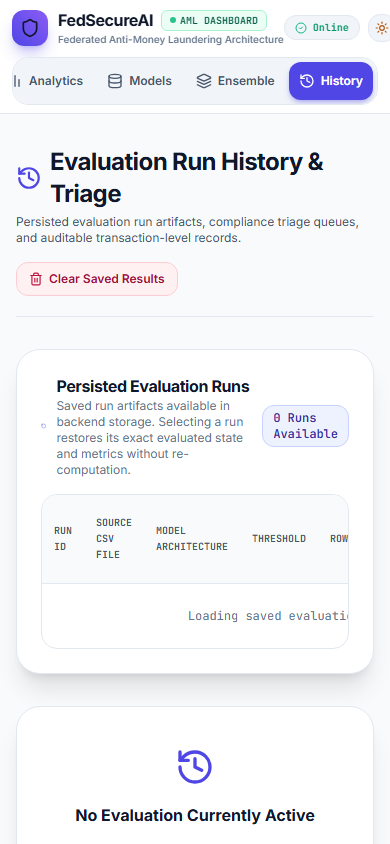 FedSecureAI
AML DASHBOARD
Federated Anti-Money Laundering Architecture
Online
Analytics
Models
Ensemble
History
Evaluation Run History &
Triage
Persisted evaluation run artifacts, compliance triage queues,
and auditable transaction-level records.
Clear Saved Results
Persisted Evaluation Runs
Saved run artifacts available in
backend storage. Selecting a run
restores its exact evaluated state
and metrics without re-
computation.
0 Runs
Available
RUN
ID
SOURCE
CSV
FILE
MODEL
ARCHITECTURE
THRESHOLD
ROW
Loading saved evaluatio
No Evaluation Currently Active